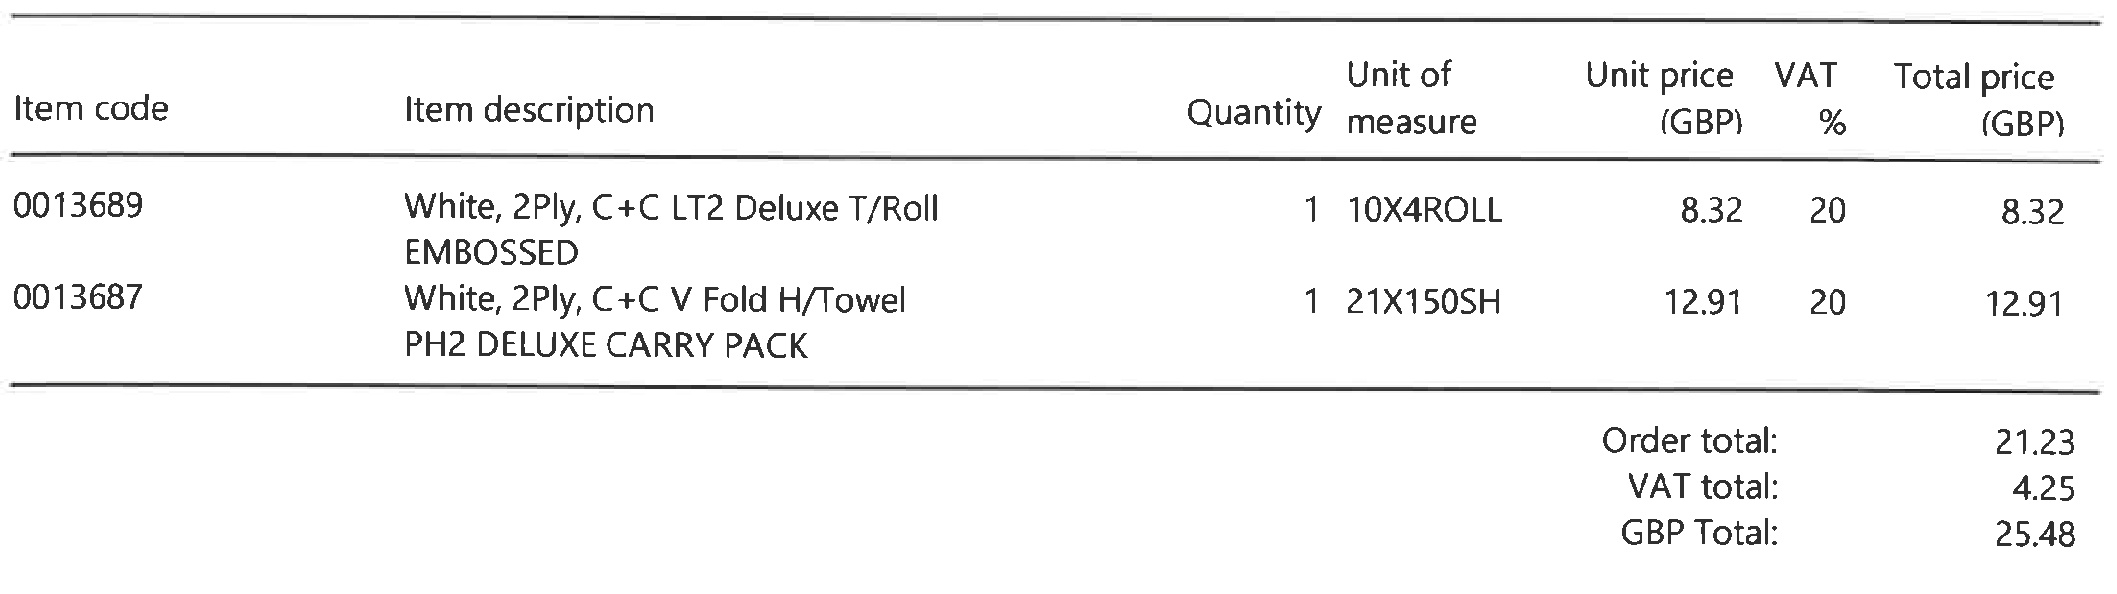 Item code Item description Quantity Unit of measure Unit price (GBP) VAT % Total price (GBP)
0013689 White, 2Ply, C+C LT2 Deluxe T/Roll 1 10X4ROLL 8.32 20 8.32
EMBOSSED
0013687 White, 2Ply, C+C V Fold H/Towel 1 21X150SH 12.91 20 12.91
PH2 DELUXE CARRY PACK
Order total: 21.23
VAT total: 4.25
GBP Total: 25.48